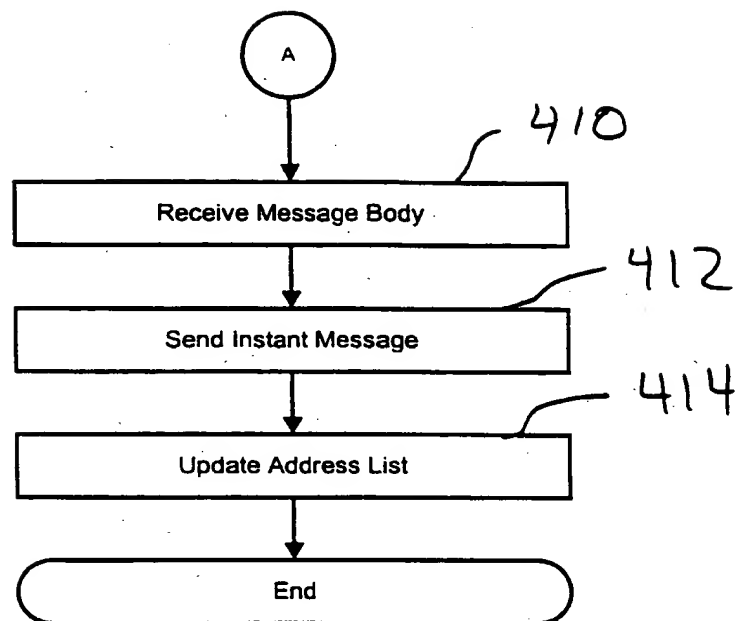 A
410
Receive Message Body
412
Send Instant Message
414
Update Address List
End